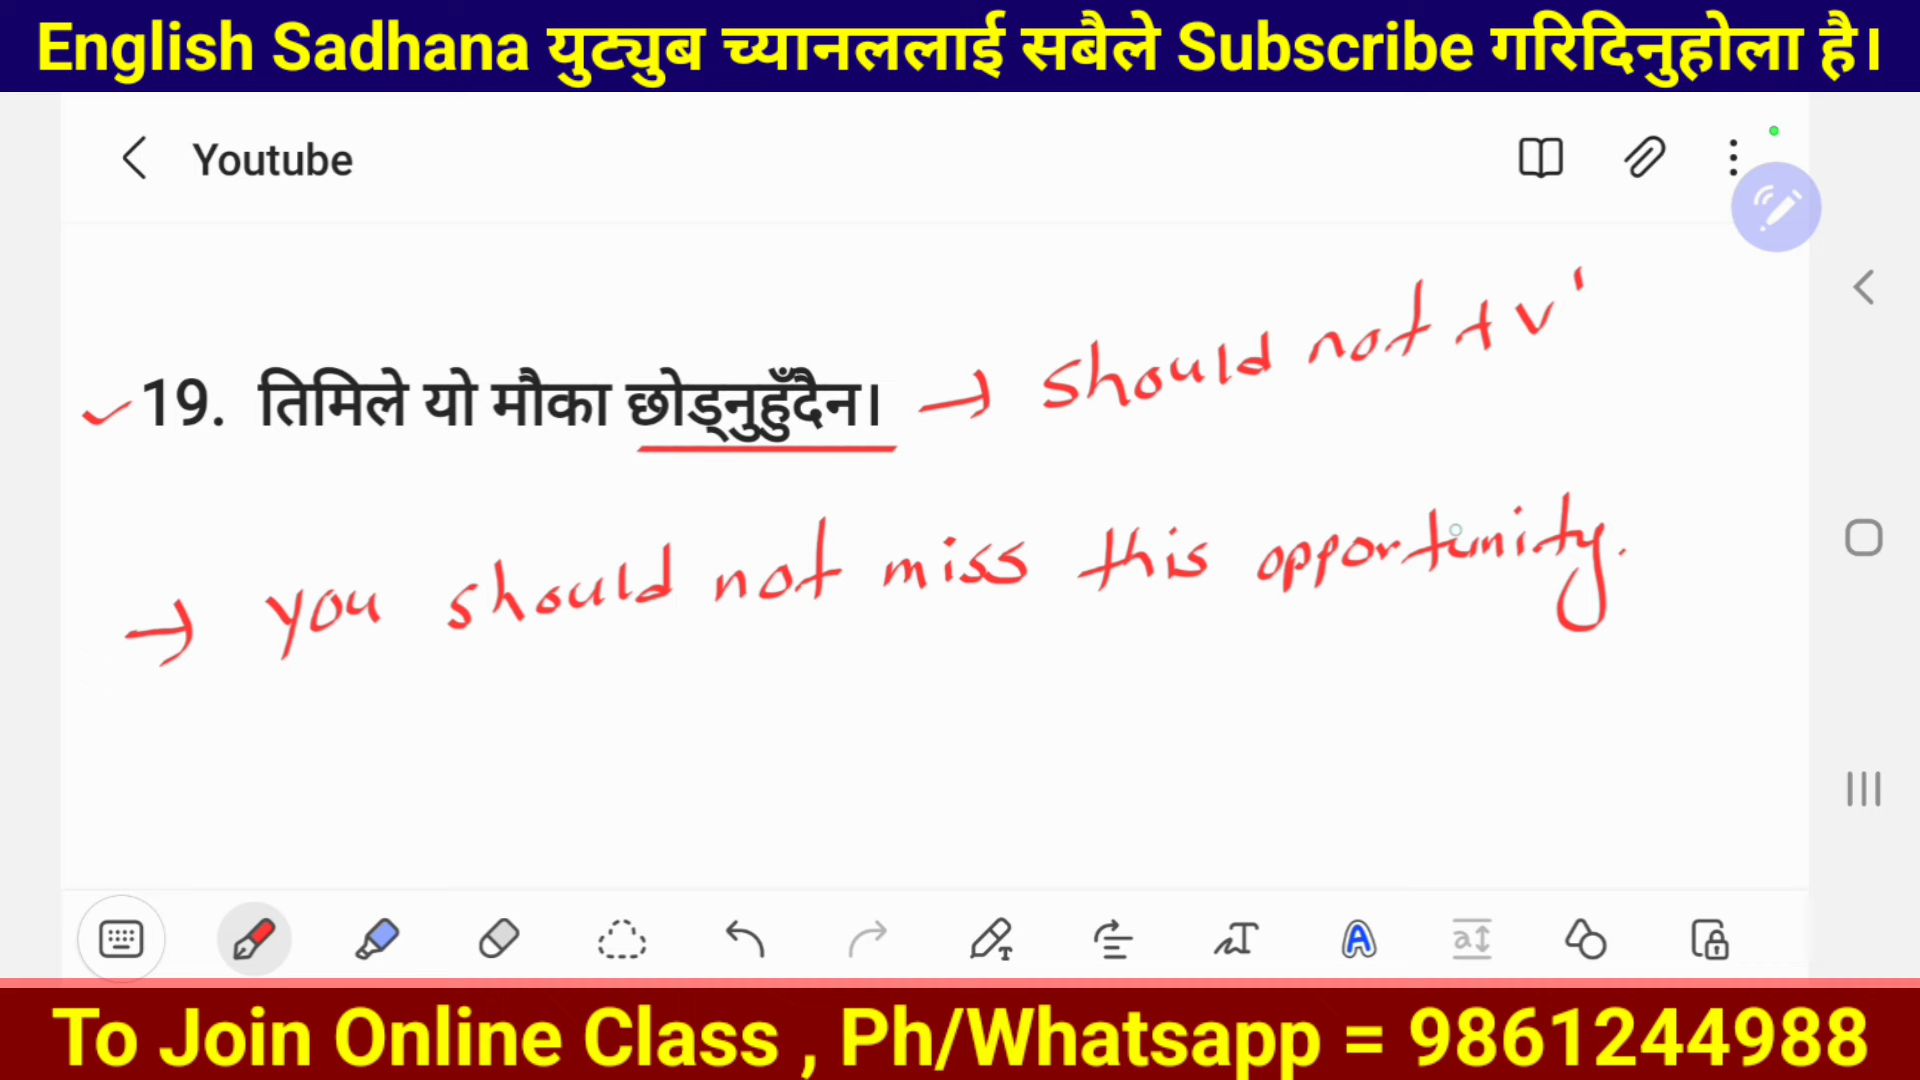 English Sadhana युट्युब च्यानललाई सबैले Subscribe गरिदिनुहोला है।
Youtube
19. तिमिले यो मौका छोड्नुहुँदैन। → should not + v'
→ you should not miss this opportunity.
To Join Online Class , Ph/Whatsapp = 9861244988